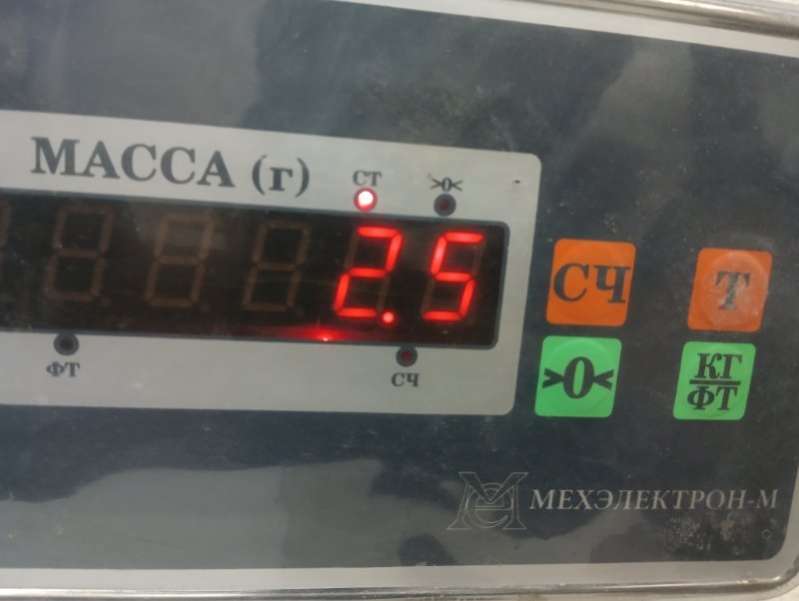 МАССА (г)
СТ
>0<
2.5
ФТ
СЧ
СЧ
Т
>0<
КГ
ФТ
МЕХЭЛЕКТРОН-М